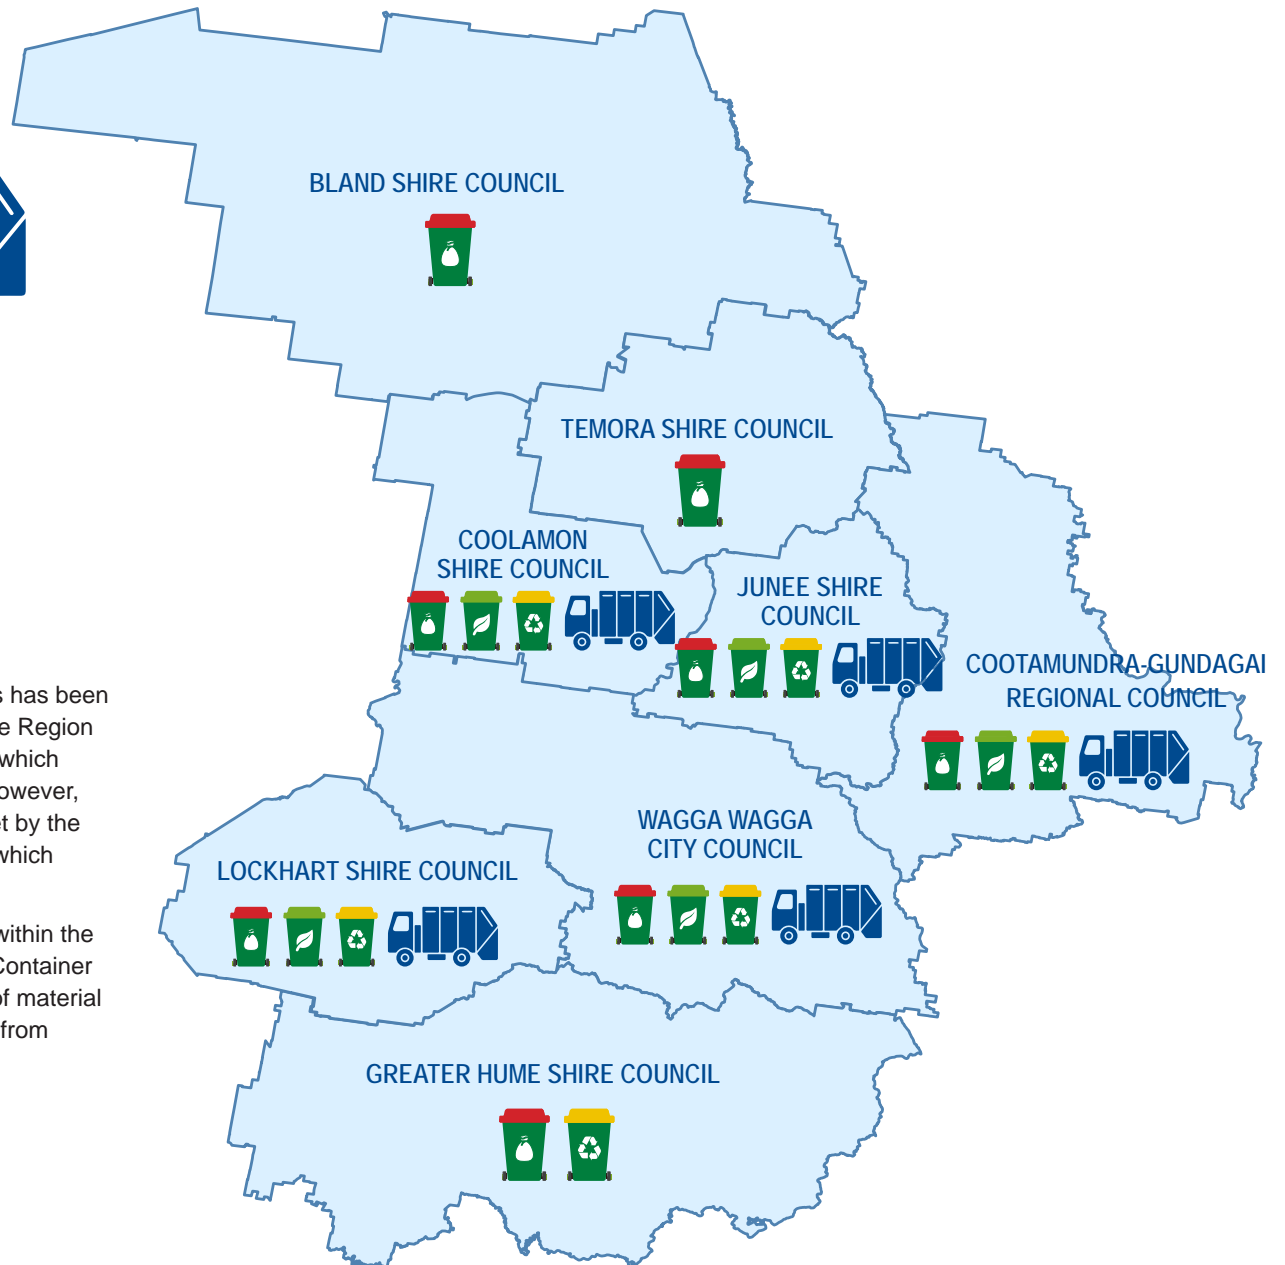 BLAND SHIRE COUNCIL
TEMORA SHIRE COUNCIL
COOLAMON
SHIRE COUNCIL
JUNEE SHIRE
COUNCIL
COOTAMUNDRA-GUNDAGAI
REGIONAL COUNCIL
WAGGA WAGGA
CITY COUNCIL
LOCKHART SHIRE COUNCIL
GREATER HUME SHIRE COUNCIL
s has been
e Region
which
owever,
et by the
which
within the
Container
of material
from